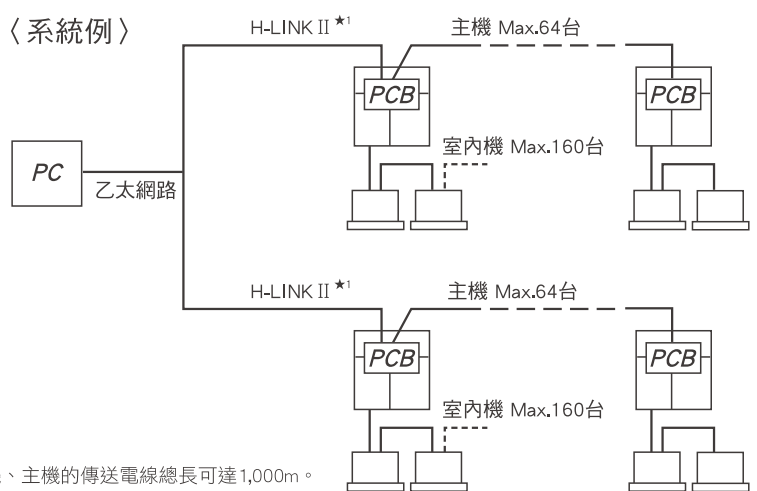 〈系統例〉
H-LINK II ★1
主機 Max.64台
PCB
PCB
室內機 Max.160台
PC
乙太網路
H-LINK II ★1
主機 Max.64台
PCB
PCB
室內機 Max.160台
、主機的傳送電線總長可達1,000m。